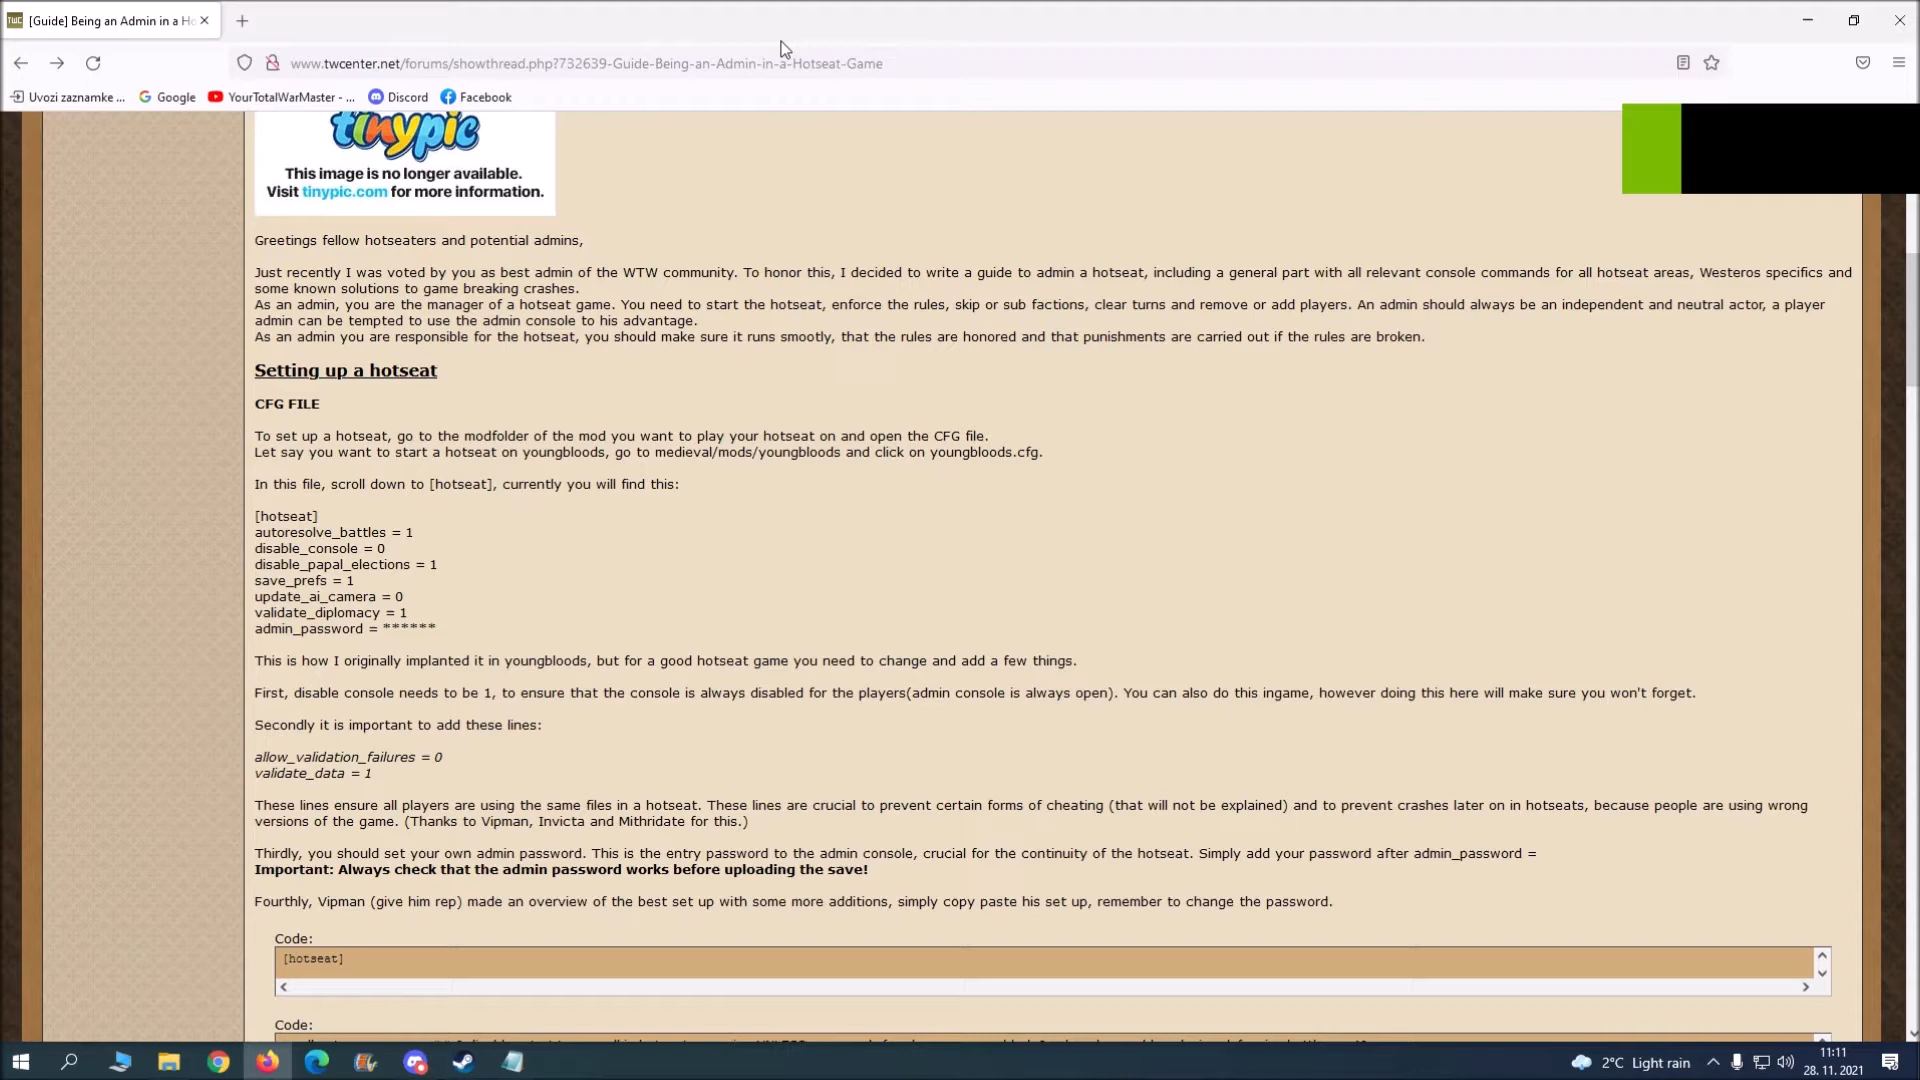 [Guide] Being an Admin in a Ho
www.twcenter.net/forums/showthread.php?732639-Guide-Being-an-Admin-in-a-Hotseat-Game
Uvozi zaznamke ...
Google
YourTotalWarMaster - ...
Discord
Facebook
tinypic
This image is no longer available.
Visit tinypic.com for more information.
Greetings fellow hotseaters and potential admins,
Just recently I was voted by you as best admin of the WTW community. To honor this, I decided to write a guide to admin a hotseat, including a general part with all relevant console commands for all hotseat areas, Westeros specifics and
some known solutions to game breaking crashes.
As an admin, you are the manager of a hotseat game. You need to start the hotseat, enforce the rules, skip or sub factions, clear turns and remove or add players. An admin should always be an independent and neutral actor, a player
admin can be tempted to use the admin console to his advantage.
As an admin you are responsible for the hotseat, you should make sure it runs smootly, that the rules are honored and that punishments are carried out if the rules are broken.
Setting up a hotseat
CFG FILE
To set up a hotseat, go to the modfolder of the mod you want to play your hotseat on and open the CFG file.
Let say you want to start a hotseat on youngbloods, go to medieval/mods/youngbloods and click on youngbloods.cfg.
In this file, scroll down to [hotseat], currently you will find this:
[hotseat]
autoresolve_battles = 1
disable_console = 0
disable_papal_elections = 1
save_prefs = 1
update_ai_camera = 0
validate_diplomacy = 1
admin_password = ******
This is how I originally implanted it in youngbloods, but for a good hotseat game you need to change and add a few things.
First, disable console needs to be 1, to ensure that the console is always disabled for the players(admin console is always open). You can also do this ingame, however doing this here will make sure you won't forget.
Secondly it is important to add these lines:
allow_validation_failures = 0
validate_data = 1
These lines ensure all players are using the same files in a hotseat. These lines are crucial to prevent certain forms of cheating (that will not be explained) and to prevent crashes later on in hotseats, because people are using wrong
versions of the game. (Thanks to Vipman, Invicta and Mithridate for this.)
Thirdly, you should set your own admin password. This is the entry password to the admin console, crucial for the continuity of the hotseat. Simply add your password after admin_password =
Important: Always check that the admin password works before uploading the save!
Fourthly, Vipman (give him rep) made an overview of the best set up with some more additions, simply copy paste his set up, remember to change the password.
Code:
[hotseat]
Code:
2°C Light rain
11:11
28. 11. 2021